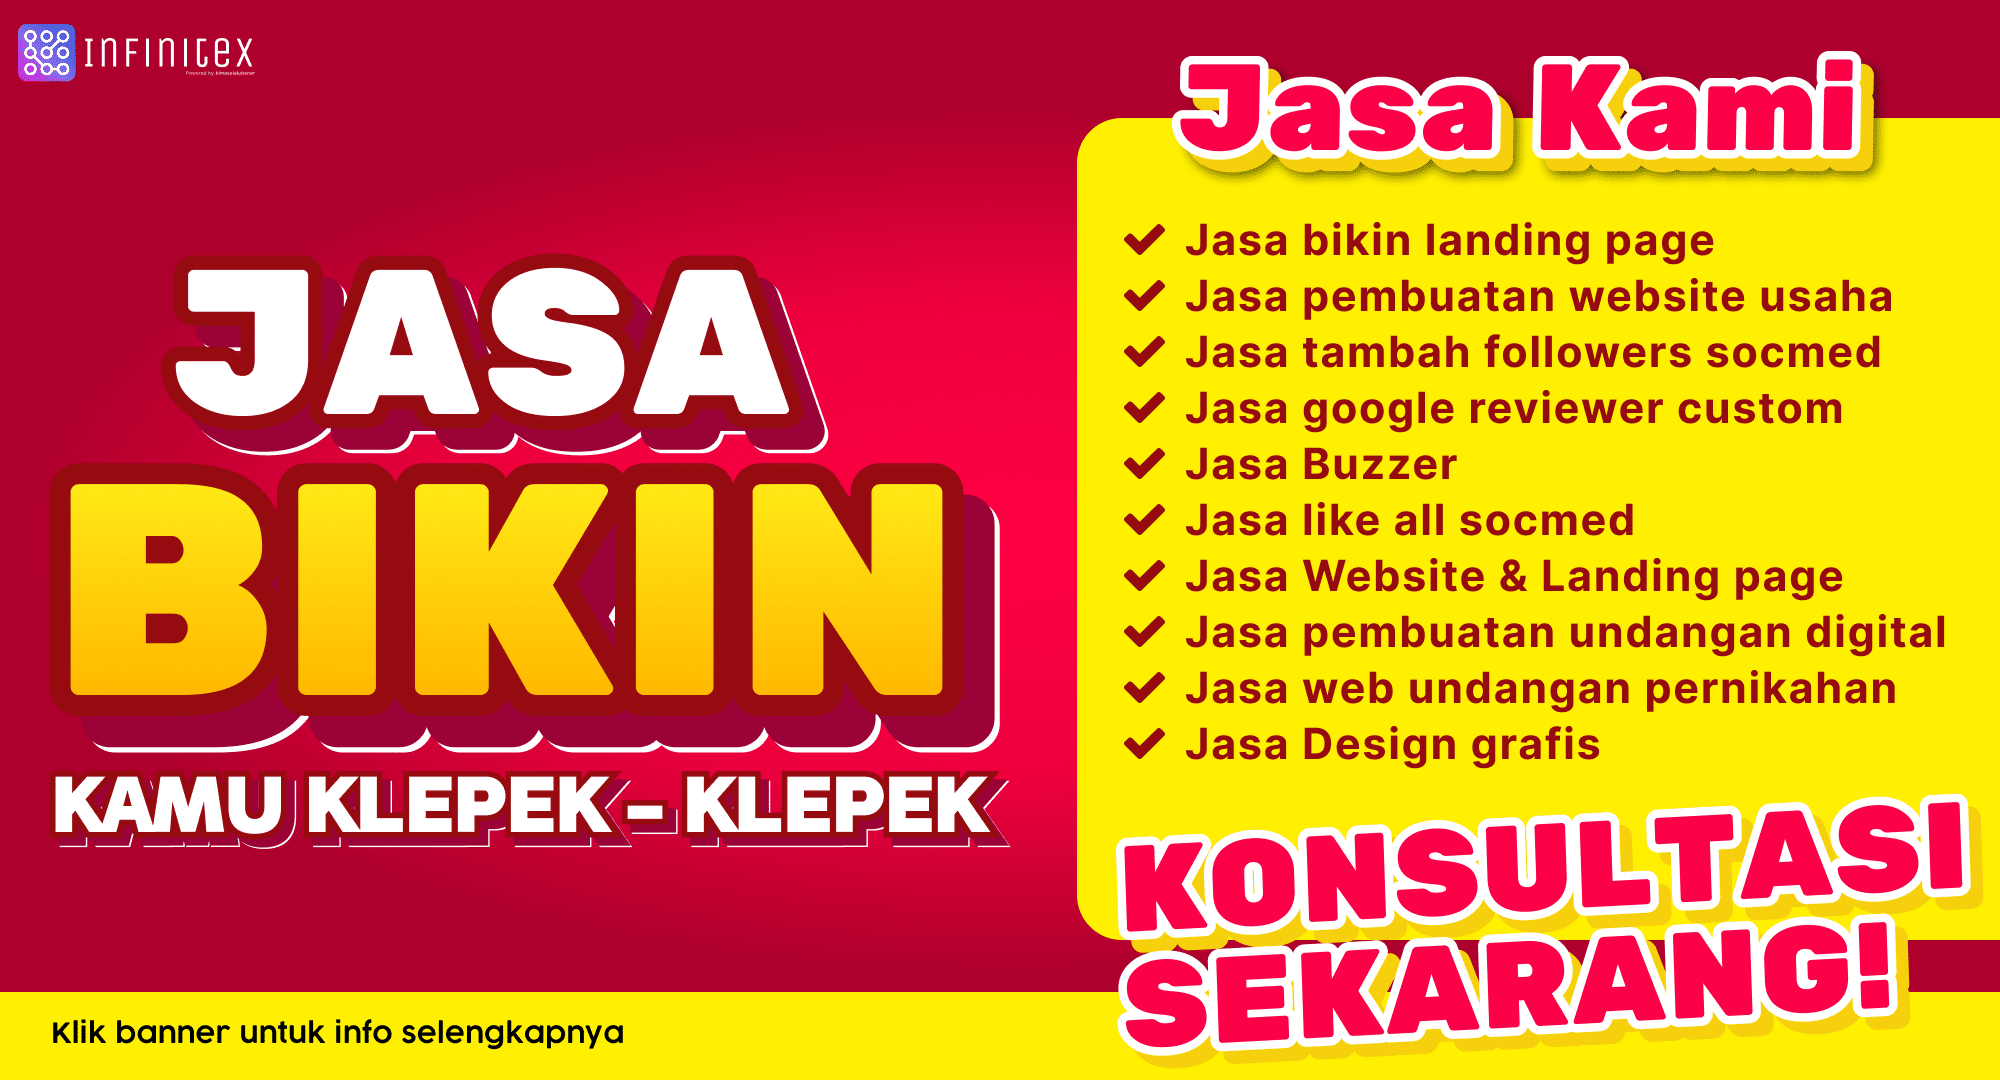 INFINITEX
JASA
BIKIN
KAMU KLEPEK - KLEPEK
Jasa Kami
Jasa bikin landing page
Jasa pembuatan website usaha
Jasa tambah followers socmed
Jasa google reviewer custom
Jasa Buzzer
Jasa like all socmed
Jasa Website & Landing page
Jasa pembuatan undangan digital
Jasa web undangan pernikahan
Jasa Design grafis
KONSULTASI
SEKARANG!
Klik banner untuk info selengkapnya